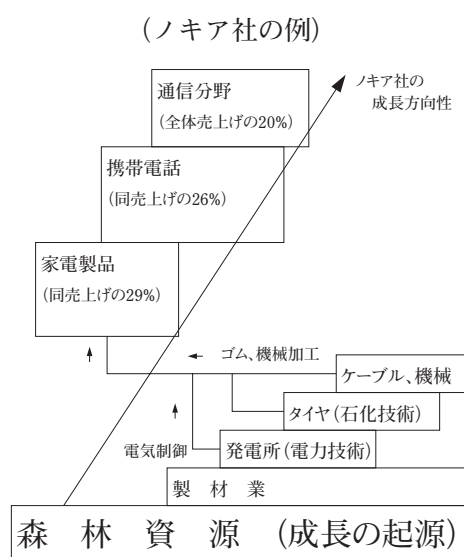 (ノキア社の例)
通信分野
(全体売上げの20%)
ノキア社の
成長方向性
携帯電話
(同売上げの26%)
家電製品
(同売上げの29%)
ゴム、機械加工
ケーブル、機械
タイヤ(石化技術)
電気制御
発電所(電力技術)
製 材 業
森 林 資 源 (成長の起源)